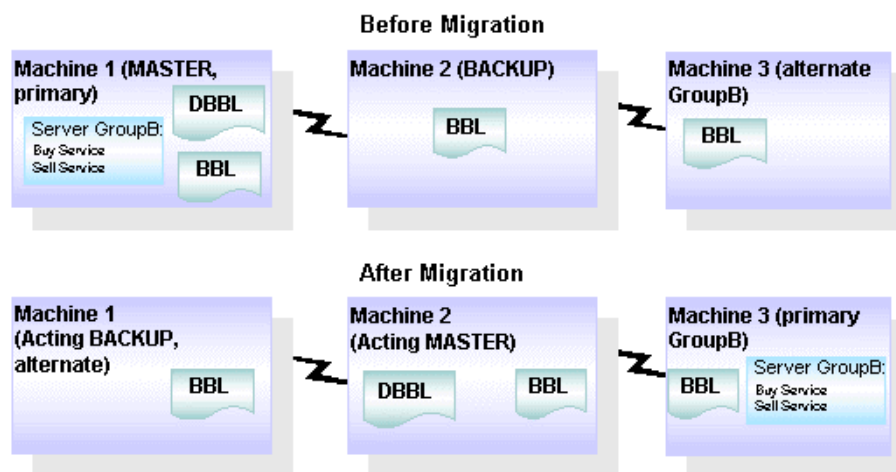 Before Migration
Machine 1 (MASTER,
primary)
DBBL
Server GroupB:
Buy Service
Sell Service
BBL
Machine 2 (BACKUP)
BBL
Machine 3 (alternate
GroupB)
BBL
After Migration
Machine 1
(Acting BACKUP,
alternate)
BBL
Machine 2
(Acting MASTER)
DBBL
BBL
Machine 3 (primary
GroupB)
BBL
Server GroupB:
Buy Service
Sell Service